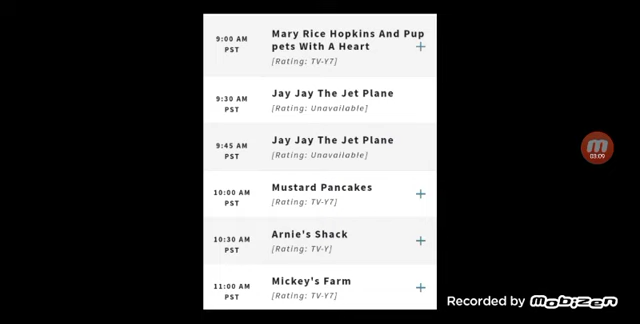 9:00 AM
PST
Mary Rice Hopkins And Pup
pets With A Heart
[Rating: TV-Y7]
+
9:30 AM
PST
Jay Jay The Jet Plane
[Rating: Unavailable]
9:45 AM
PST
Jay Jay The Jet Plane
[Rating: Unavailable]
10:00 AM
PST
Mustard Pancakes
[Rating: TV-Y7]
+
10:30 AM
PST
Arnie's Shack
[Rating: TV-Y]
+
11:00 AM
PST
Mickey's Farm
[Rating: TV-Y7]
+
m
03:09
Recorded by Mobizen